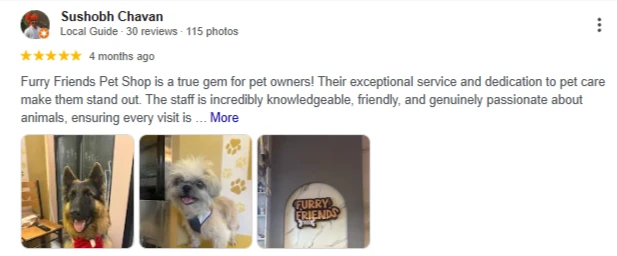 Sushobh Chavan
Local Guide · 30 reviews · 115 photos
4 months ago
Furry Friends Pet Shop is a true gem for pet owners! Their exceptional service and dedication to pet care
make them stand out. The staff is incredibly knowledgeable, friendly, and genuinely passionate about
animals, ensuring every visit is ... More
FURRY
FRIENDS